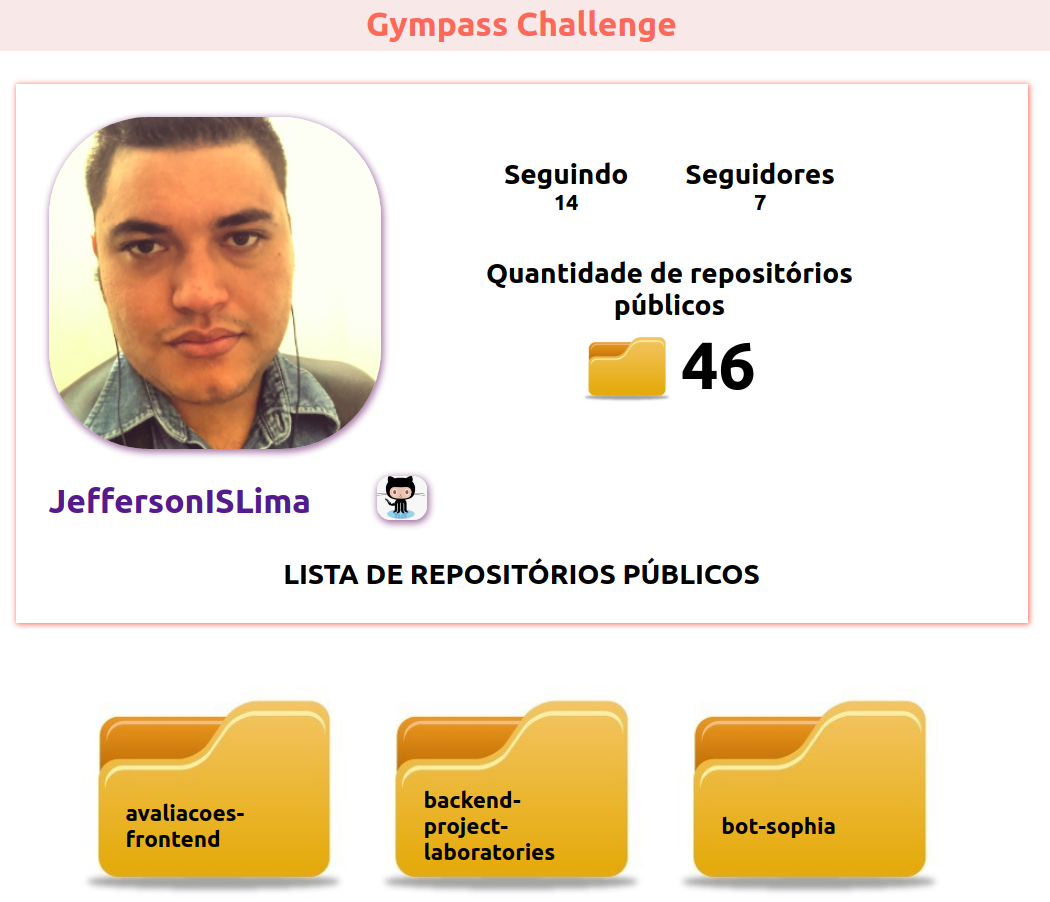 Gympass Challenge
Seguindo
14
Seguidores
7
Quantidade de repositórios
públicos
46
JeffersonISLima
LISTA DE REPOSITÓRIOS PÚBLICOS
avaliacoes-
frontend
backend-
project-
laboratories
bot-sophia